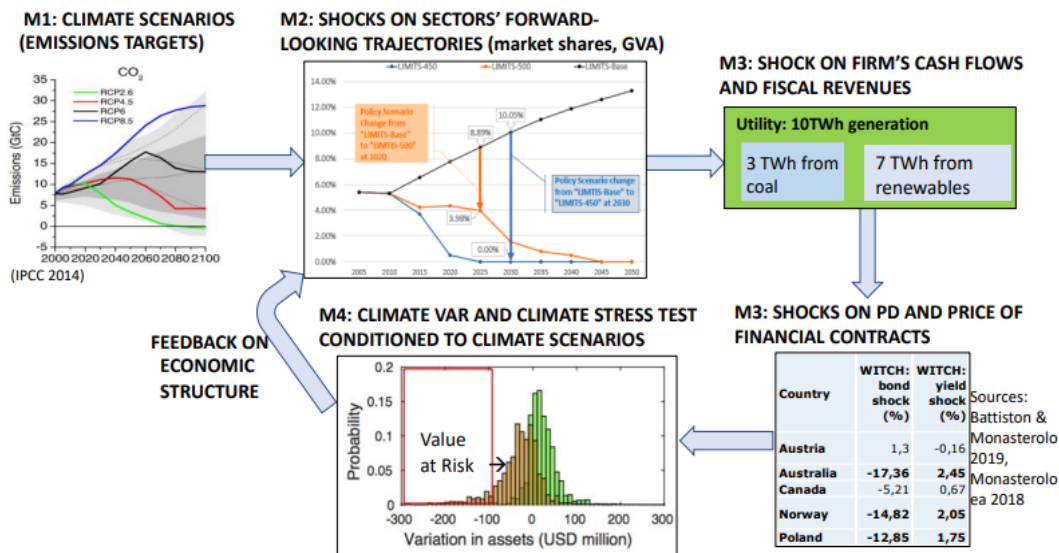 M1: CLIMATE SCENARIOS
(EMISSIONS TARGETS)
CO2
35
30
25
20
15
10
5
0
-5
Emissions (GtC)
RCP2.6
RCP4.5
RCP6
RCP8.5
2000 2020 2040 2060 2080 2100
(IPCC 2014)
M2: SHOCKS ON SECTORS’ FORWARD-
LOOKING TRAJECTORIES (market shares, GVA)
LIMITS-450
LIMITS-500
LIMITS-Base
14.00%
12.00%
10.00%
8.00%
6.00%
4.00%
2.00%
0.00%
Policy Scenario
Change from
"LIMITS-Base"
to "LIMTIS-500"
at 2020
8.89%
10.05%
3.98%
0.00%
Policy Scenario change
from "LIMTIS-Base" to
"LIMITS-450" at 2030
2005 2010 2015 2020 2025 2030 2035 2040 2045 2050
M3: SHOCK ON FIRM’S CASH FLOWS
AND FISCAL REVENUES
Utility: 10TWh generation
3 TWh from
coal
7 TWh from
renewables
M3: SHOCKS ON PD AND PRICE OF
FINANCIAL CONTRACTS
Country
WITCH:
bond
shock
(%)
WITCH:
yield
shock
(%)
Austria 1,3 -0,16
Australia -17,36 2,45
Canada -5,21 0,67
Norway -14,82 2,05
Poland -12,85 1,75
Sources:
Battiston &
Monasterolo
2019,
Monasterolo
ea 2018
M4: CLIMATE VAR AND CLIMATE STRESS TEST
CONDITIONED TO CLIMATE SCENARIOS
Probability
0.2
0.15
0.1
0.05
0
Value
at Risk
-300 -200 -100 0 100 200 300
Variation in assets (USD million)
FEEDBACK ON
ECONOMIC
STRUCTURE